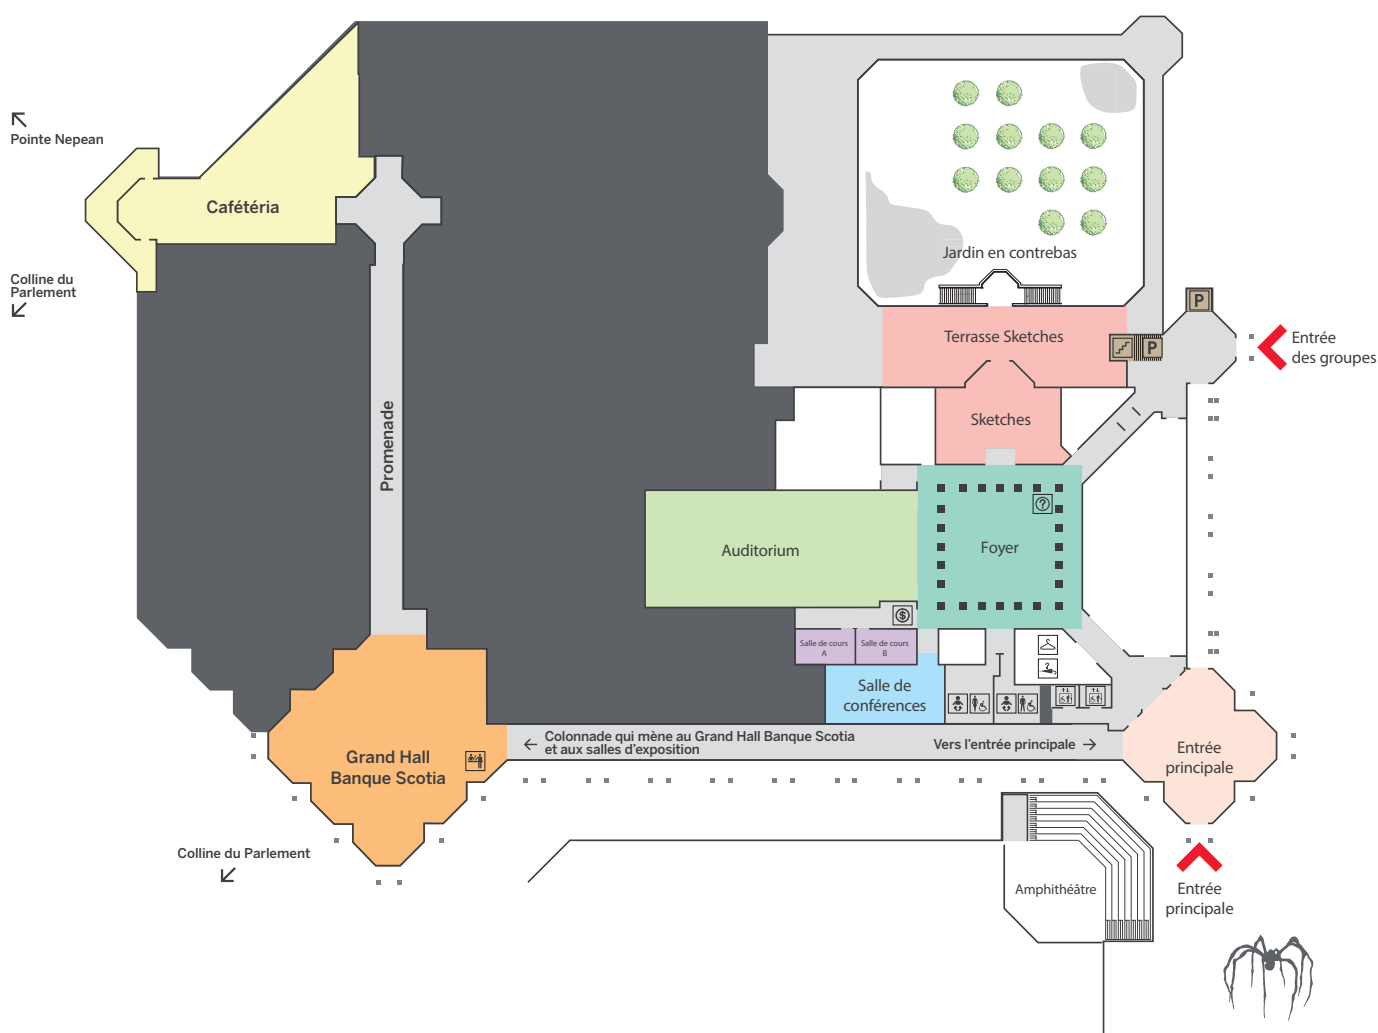 Pointe Nepean
Cafétéria
Colline du
Parlement
Jardin en contrebas
P
Terrasse Sketches
P
Entrée
des groupes
Promenade
Sketches
?
Auditorium
Foyer
$
Salle de cours
A
Salle de cours
B
Salle de
conférences
Colonnade qui mène au Grand Hall Banque Scotia
et aux salles d'exposition
Vers l'entrée principale
Grand Hall
Banque Scotia
Entrée
principale
Colline du Parlement
Amphithéâtre
Entrée
principale